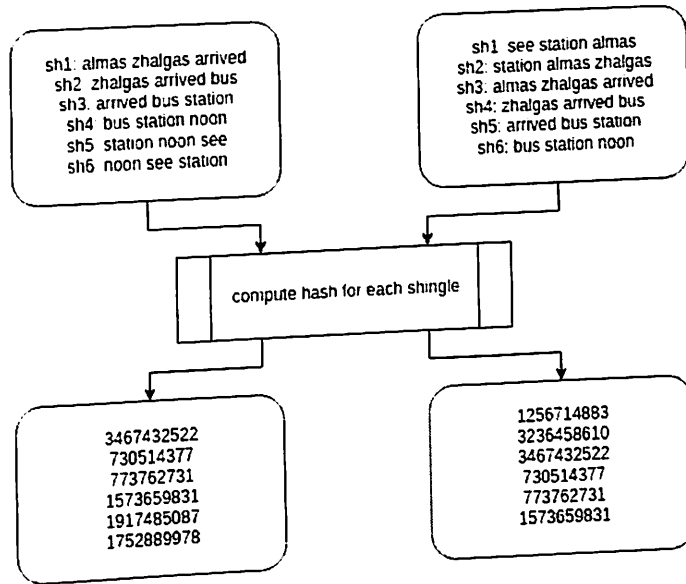 sh1: almas zhalgas arrived
sh2 zhalgas arrived bus
sh3. arrived bus station
sh4 bus station noon
sh5 station noon see
sh6 noon see station
sh1 see station almas
sh2: station almas zhalgas
sh3: almas zhalgas arrived
sh4: zhalgas arrived bus
sh5: arrived bus station
sh6: bus station noon
compute hash for each shingle
3467432522
730514377
773762731
1573659831
1917485087
1752889978
1256714883
3236458610
3467432522
730514377
773762731
1573659831